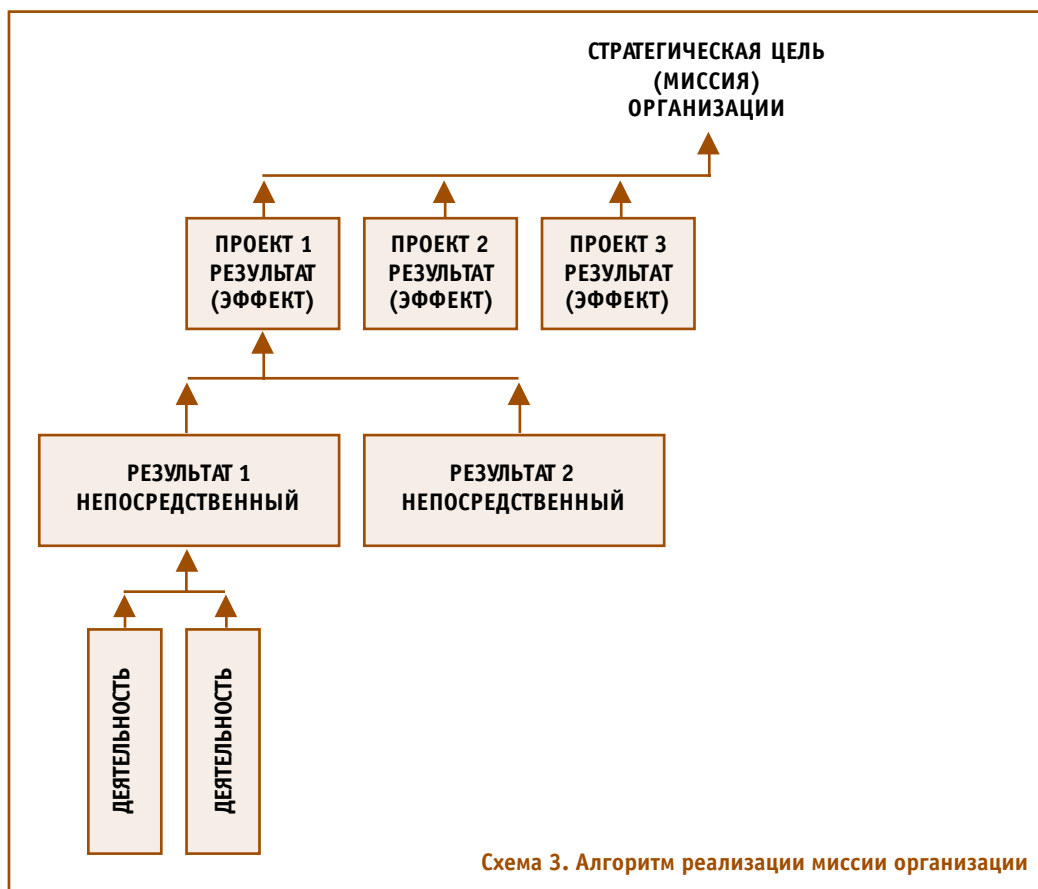 СТРАТЕГИЧЕСКАЯ ЦЕЛЬ
(МИССИЯ)
ОРГАНИЗАЦИИ
ПРОЕКТ 1
РЕЗУЛЬТАТ
(ЭФФЕКТ)
ПРОЕКТ 2
РЕЗУЛЬТАТ
(ЭФФЕКТ)
ПРОЕКТ 3
РЕЗУЛЬТАТ
(ЭФФЕКТ)
РЕЗУЛЬТАТ 1
НЕПОСРЕДСТВЕННЫЙ
РЕЗУЛЬТАТ 2
НЕПОСРЕДСТВЕННЫЙ
ДЕЯТЕЛЬНОСТЬ
ДЕЯТЕЛЬНОСТЬ
Схема 3. Алгоритм реализации миссии организации